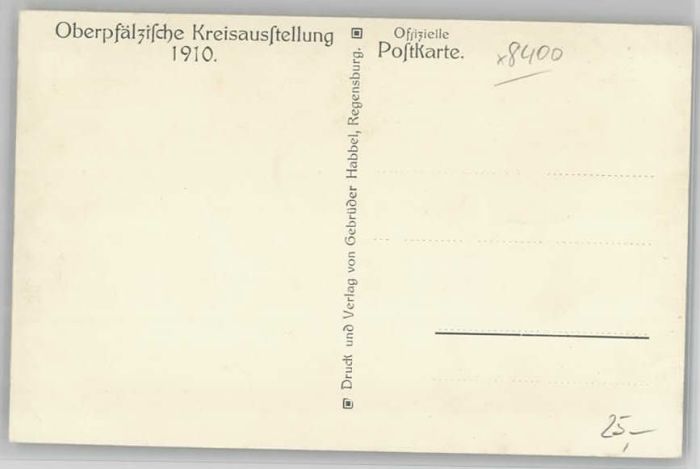 Oberpfälziſche Kreisausſtellung
1910.
Druck und Verlag von Gebrüder Habbel, Regensburg.
Offizielle
Poſtkarte.
x8400
25,–